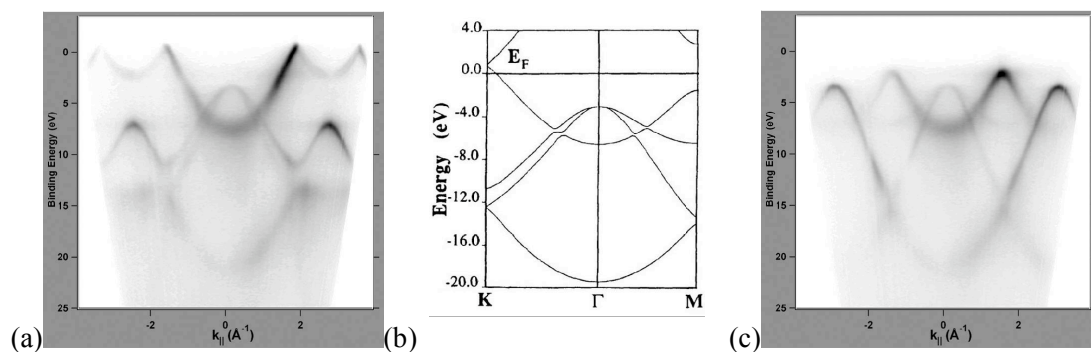 (a)
Binding Energy (eV)
0
5
10
15
20
25
-2
0
2
k|| (Å⁻¹)
(b)
Energy (eV)
4.0
0.0
-4.0
-8.0
-12.0
-16.0
-20.0
E_F
K
Γ
M
(c)
Binding Energy (eV)
0
5
10
15
20
25
-2
0
2
k|| (Å⁻¹)